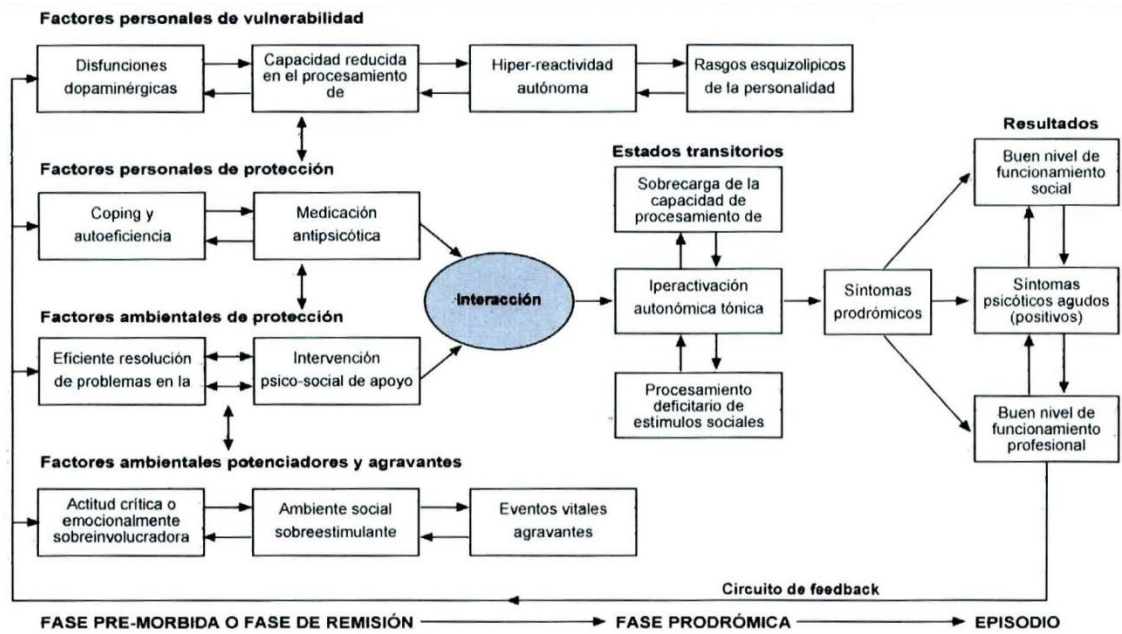 Factores personales de vulnerabilidad
Disfunciones
dopaminérgicas
Capacidad reducida
en el procesamiento
de
Hiper-reactividad
autónoma
Rasgos esquizolípicos
de la personalidad
Factores personales de protección
Coping y
autoeficiencia
Medicación
antipsicótica
Factores ambientales de protección
Eficiente resolución
de problemas en la
Intervención
psico-social de apoyo
Factores ambientales potenciadores y agravantes
Actitud crítica o
emocionalmente
sobreinvolucradora
Ambiente social
sobreestimulante
Eventos vitales
agravantes
Interacción
Estados transitorios
Sobrecarga de la
capacidad de
procesamiento de
Iperactivación
autonómica tónica
Procesamiento
deficitario de
estimulos sociales
Síntomas
prodrómicos
Resultados
Buen nivel de
funcionamiento
social
Síntomas
psicóticos agudos
(positivos)
Buen nivel de
funcionamiento
profesional
Circuito de feedback
FASE PRE-MORBIDA O FASE DE REMISIÓN
FASE PRODRÓMICA
EPISODIO